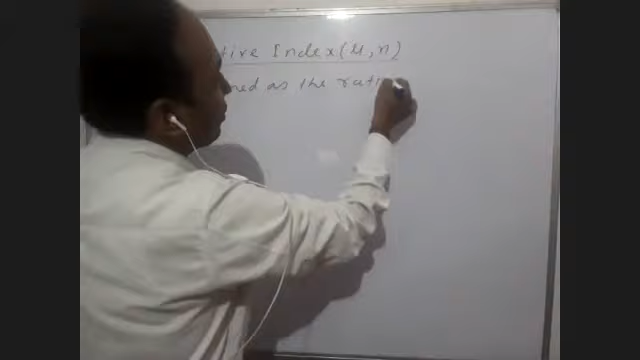 tive Index (μ, n)
ned as the rati